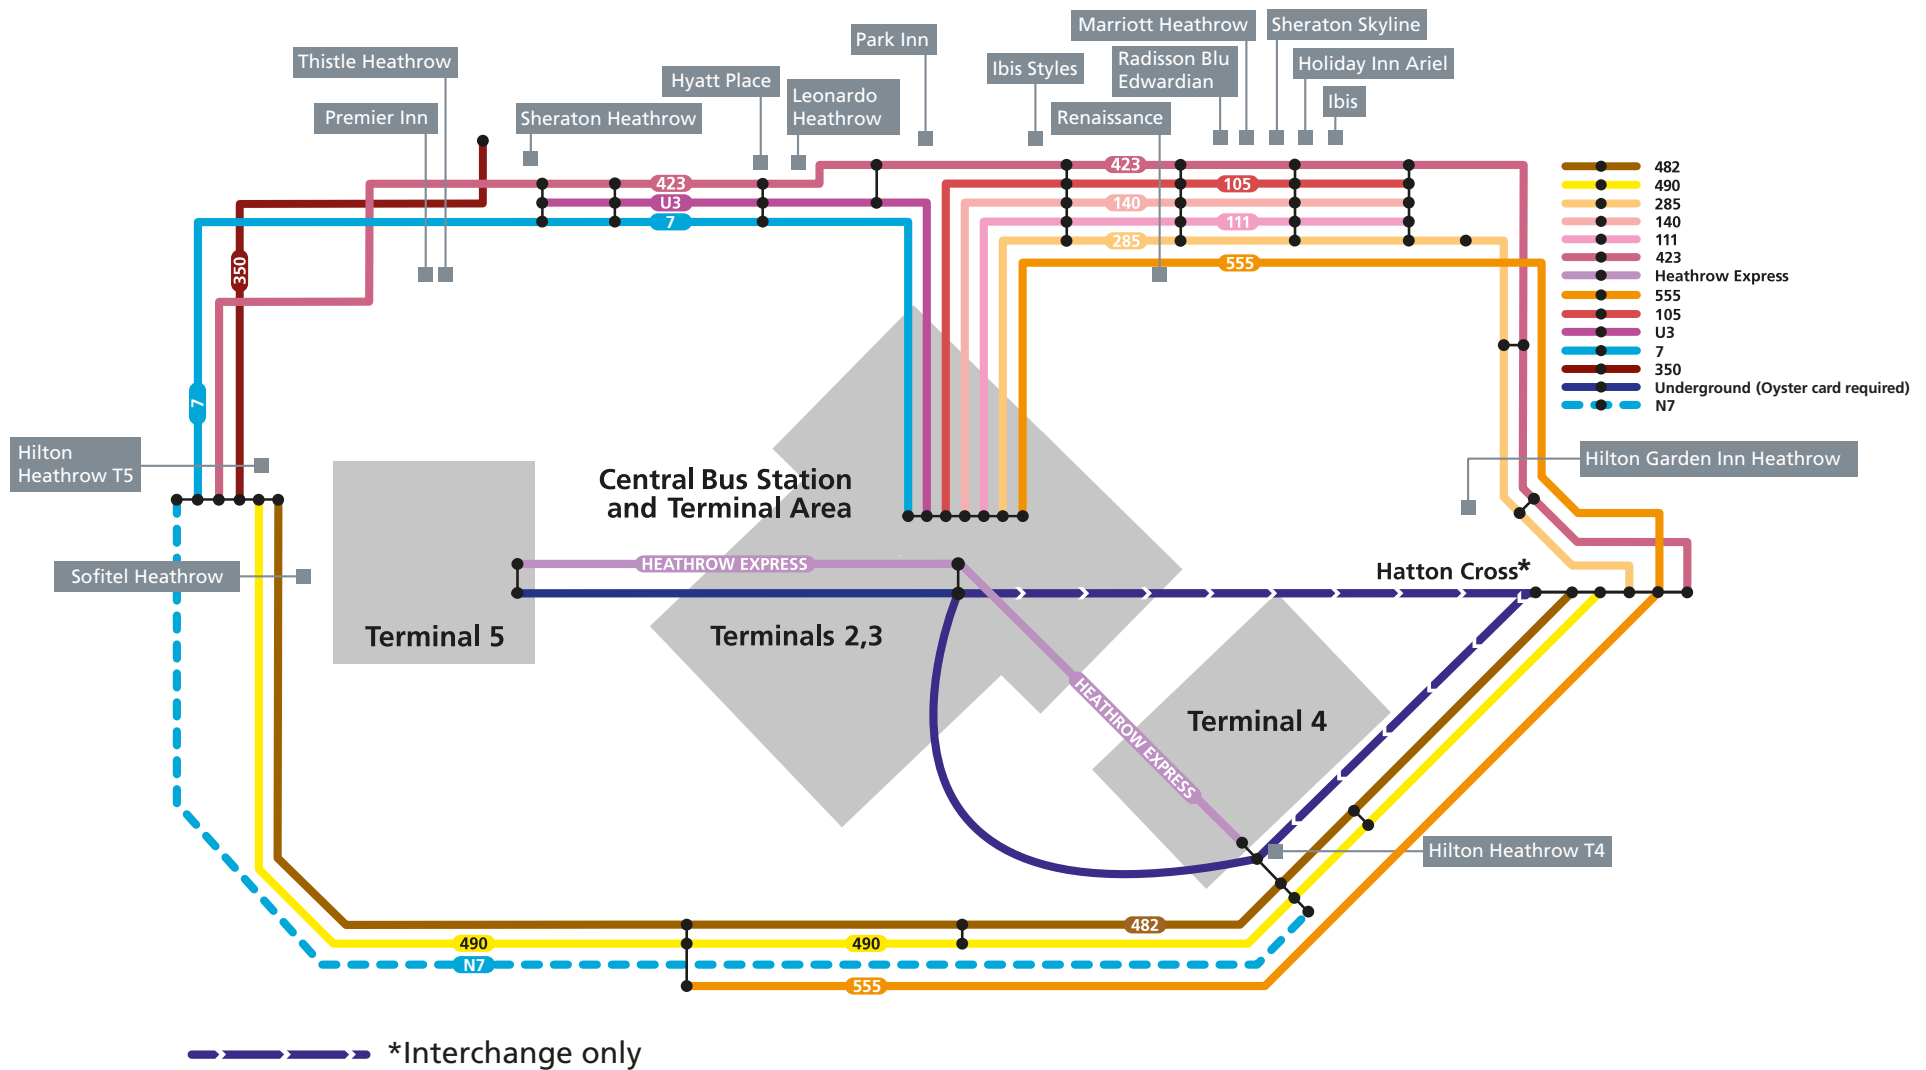 Marriott Heathrow
Sheraton Skyline
Park Inn
Thistle Heathrow
Ibis Styles
Radisson Blu
Edwardian
Holiday Inn Ariel
Hyatt Place
Leonardo
Heathrow
Ibis
Premier Inn
Sheraton Heathrow
Renaissance
423
423
105
U3
140
7
111
285
555
350
7
482
490
285
140
111
423
Heathrow Express
555
105
U3
7
350
Underground (Oyster card required)
N7
Hilton
Heathrow T5
Central Bus Station
and Terminal Area
Hilton Garden Inn Heathrow
Sofitel Heathrow
HEATHROW EXPRESS
Hatton Cross*
Terminal 5
Terminals 2,3
HEATHROW EXPRESS
Terminal 4
Hilton Heathrow T4
482
490
490
N7
555
*Interchange only